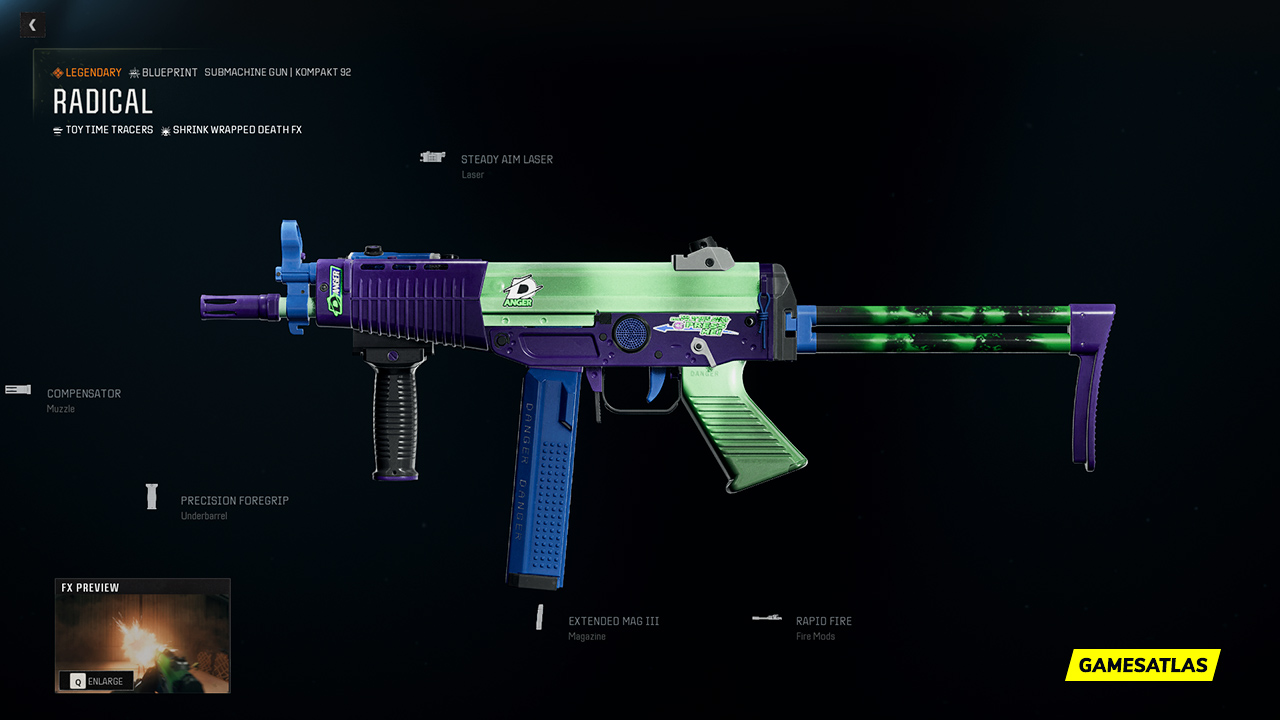 LEGENDARY BLUEPRINT SUBMACHINE GUN | KOMPAKT 92
RADICAL
TOY TIME TRACERS SHRINK WRAPPED DEATH FX
STEADY AIM LASER
Laser
DANGER
D
ANGER
DANGER
COMPENSATOR
Muzzle
DANGER DANGER
PRECISION FOREGRIP
Underbarrel
FX PREVIEW
Q ENLARGE
EXTENDED MAG III
Magazine
RAPID FIRE
Fire Mods
GAMESATLAS